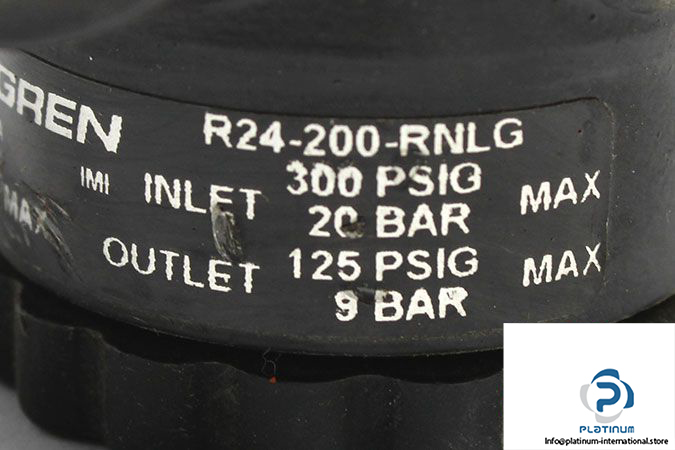 GREN R24-200-RNLG
IMI INLET 300 PSIG MAX
20 BAR
MAX
OUTLET 125 PSIG MAX
9 BAR
PLATINUM
Info@platinum-international.store